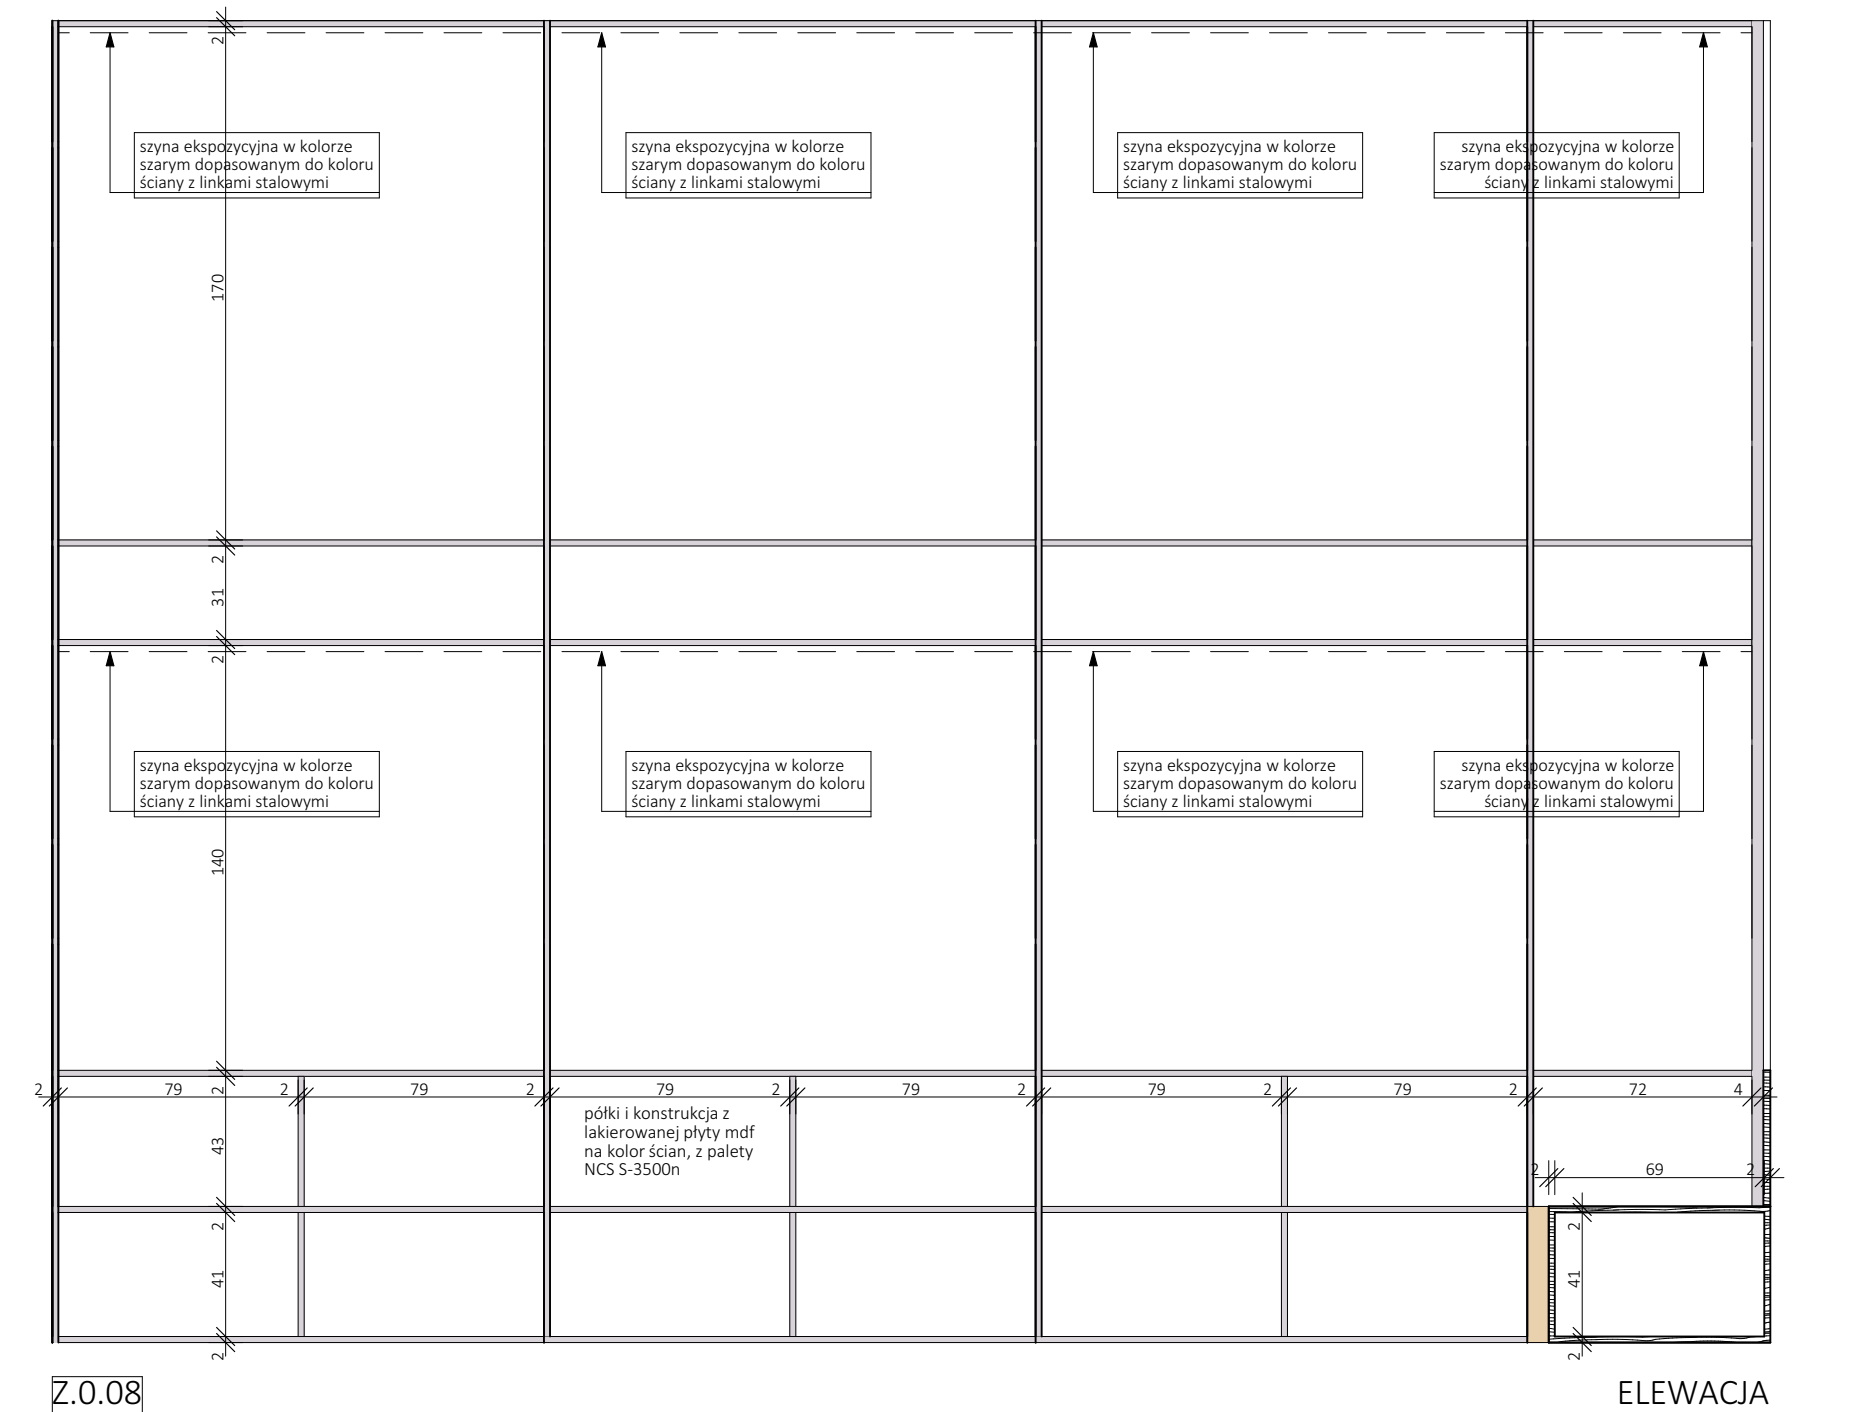 2
szyna ekspozycyjna w kolorze
szarym dopasowanym do koloru
ściany z linkami stalowymi
szyna ekspozycyjna w kolorze
szarym dopasowanym do koloru
ściany z linkami stalowymi
szyna ekspozycyjna w kolorze
szarym dopasowanym do koloru
ściany z linkami stalowymi
szyna ekspozycyjna w kolorze
szarym dopasowanym do koloru
ściany z linkami stalowymi
170
2
31
2
szyna ekspozycyjna w kolorze
szarym dopasowanym do koloru
ściany z linkami stalowymi
szyna ekspozycyjna w kolorze
szarym dopasowanym do koloru
ściany z linkami stalowymi
szyna ekspozycyjna w kolorze
szarym dopasowanym do koloru
ściany z linkami stalowymi
szyna ekspozycyjna w kolorze
szarym dopasowanym do koloru
ściany z linkami stalowymi
140
2 79 2 2 79 2 79 2 79 2 79 2 79 2 72 4 2
półki i konstrukcja z
lakierowanej płyty mdf
na kolor ścian, z palety
NCS S-3500n
43
2 69 2
2
2
41
41
2
2
Z.0.08
ELEWACJA